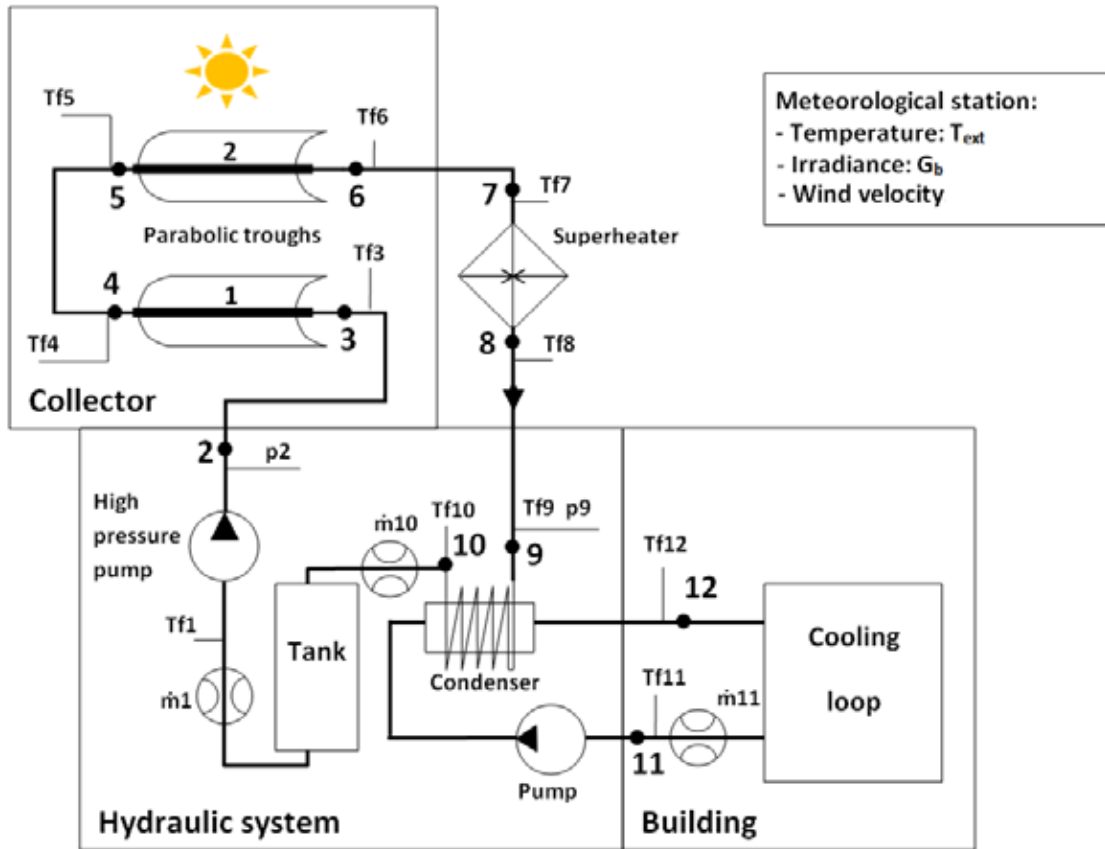 Meteorological station:
- Temperature: Text
- Irradiance: Gb
- Wind velocity
Tf5
Tf6
2
5
6
7
Tf7
Parabolic troughs
Superheater
Tf3
4
1
3
8
Tf4
Tf8
Collector
2
p2
High
pressure
pump
Tf10
ṁ10
10
Tf9 p9
9
Tf12
12
Tf1
Tank
Cooling
loop
Condenser
ṁ1
Tf11
ṁ11
11
Pump
Hydraulic system
Building